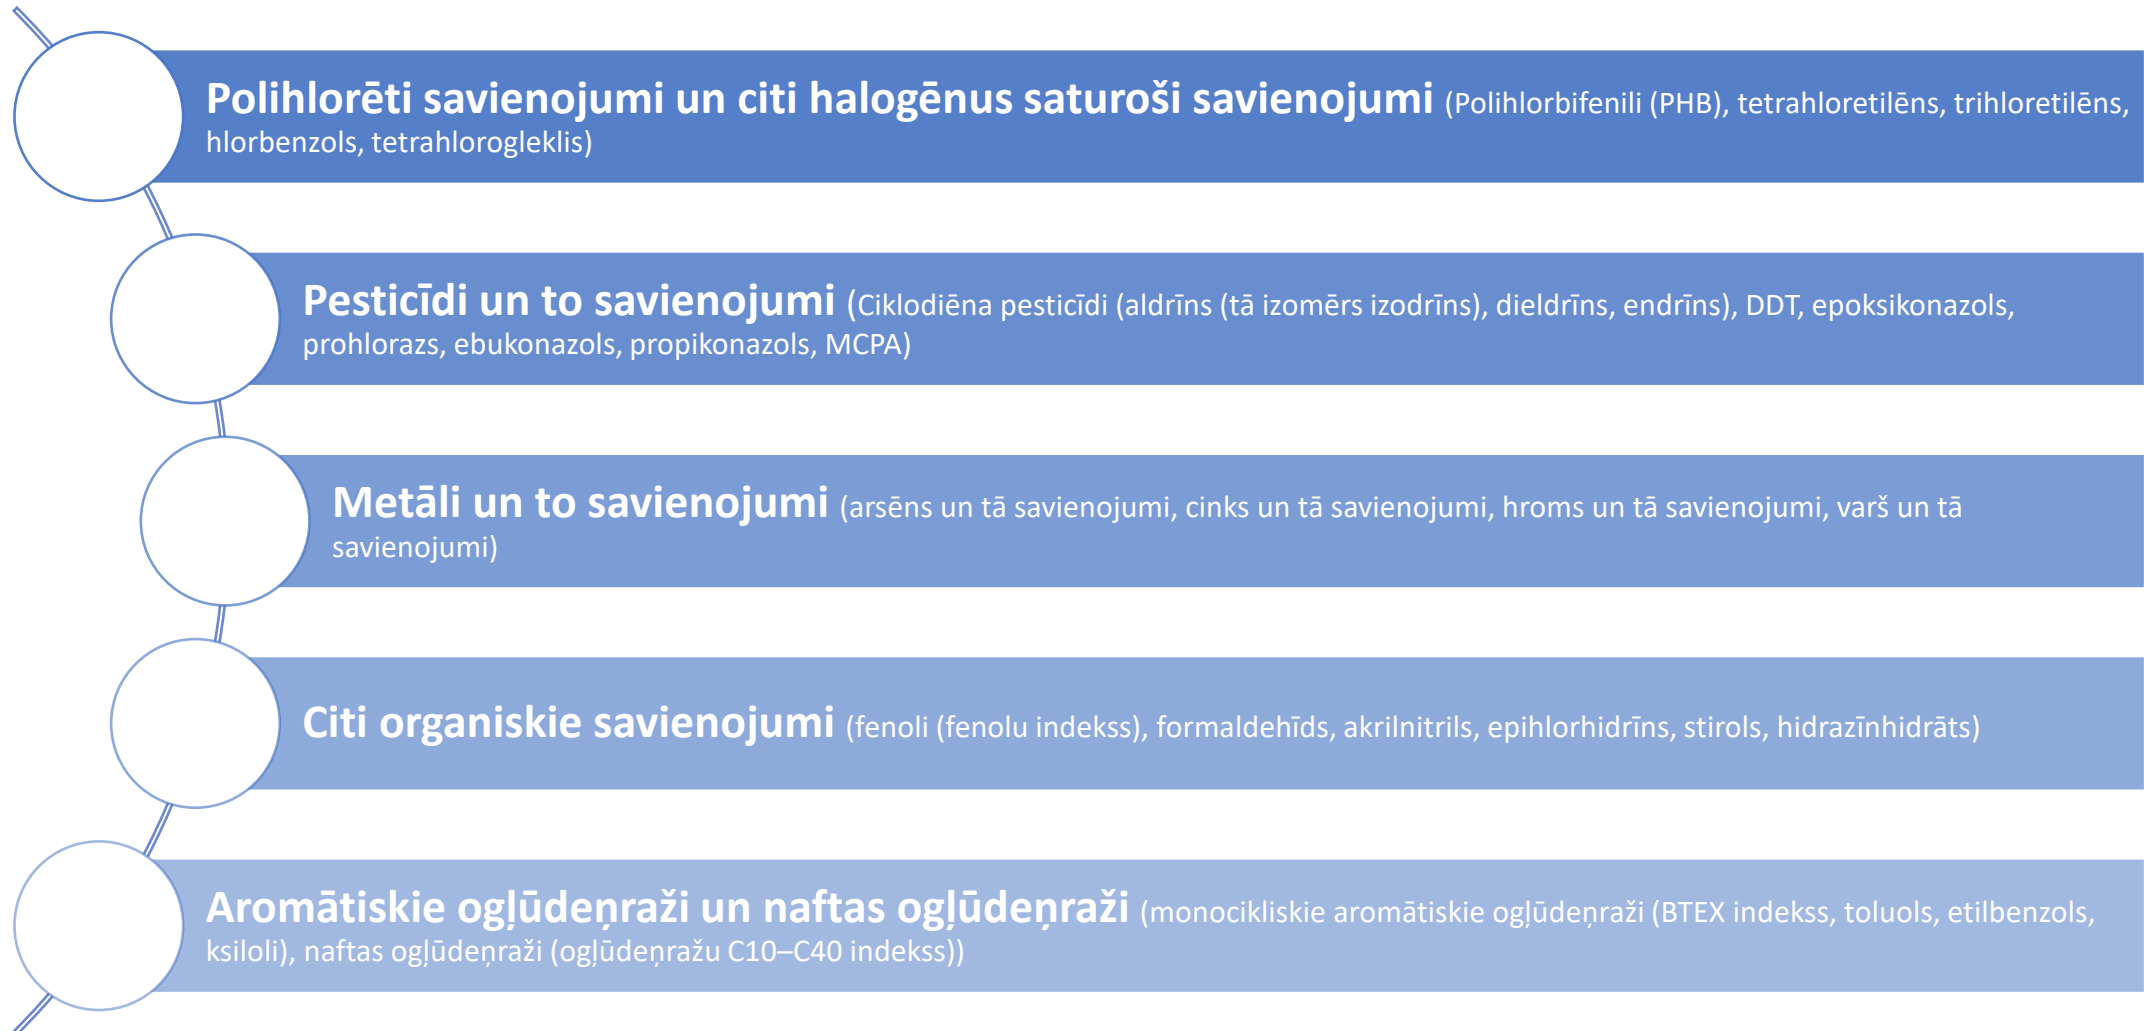 Polihlorēti savienojumi un citi halogēnus saturoši savienojumi (Polihlorbifenili (PHB), tetrahloretilēns, trihloretilēns,
hlorbenzols, tetrahlorogleklis)
Pesticīdi un to savienojumi (Ciklodiēna pesticīdi (aldrīns (tā izomērs izodrīns), dieldrīns, endrīns), DDT, epoksikonazols,
prohlorazs, ebukonazols, propikonazols, MCPA)
Metāli un to savienojumi (arsēns un tā savienojumi, cinks un tā savienojumi, hroms un tā savienojumi, varš un tā
savienojumi)
Citi organiskie savienojumi (fenoli (fenolu indekss), formaldehīds, akrilnitrils, epihlorhidrīns, stirols, hidrazīnhidrāts)
Aromātiskie ogļūdeņraži un naftas ogļūdeņraži (monocikliskie aromātiskie ogļūdeņraži (BTEX indekss, toluols, etilbenzols,
ksiloli), naftas ogļūdeņraži (ogļūdeņražu C10–C40 indekss))